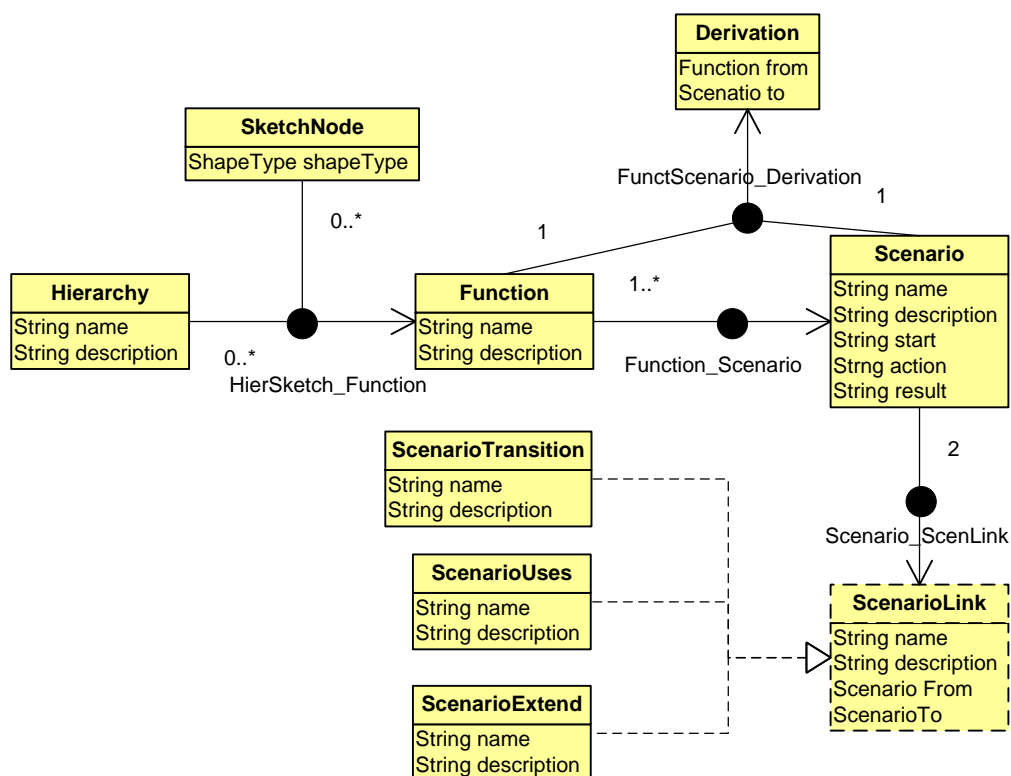 Derivation
Function from
Scenatio to
SketchNode
ShapeType shapeType
FunctScenario_Derivation
0..*
1
1
Hierarchy
String name
String description
0..*
HierSketch_Function
Function
String name
String description
1..*
Function_Scenario
Scenario
String name
String description
String start
Strng action
String result
2
Scenario_ScenLink
ScenarioTransition
String name
String description
ScenarioUses
String name
String description
ScenarioExtend
String name
String description
ScenarioLink
String name
String description
Scenario From
ScenarioTo